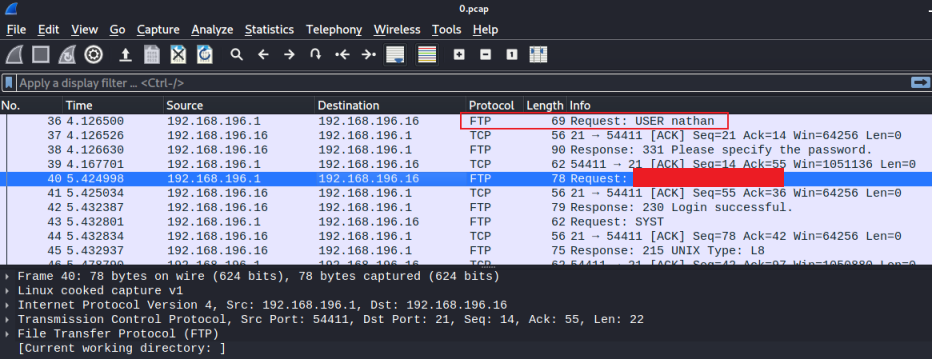 0.pcap
File Edit View Go Capture Analyze Statistics Telephony Wireless Tools Help
Apply a display filter ... <Ctrl-/>
No. Time Source Destination Protocol Length Info
36 4.126500 192.168.196.1 192.168.196.16 FTP 69 Request: USER nathan
37 4.126526 192.168.196.16 192.168.196.1 TCP 56 21 → 54411 [ACK] Seq=21 Ack=14 Win=64256 Len=0
38 4.126630 192.168.196.16 192.168.196.1 FTP 90 Response: 331 Please specify the password.
39 4.167701 192.168.196.1 192.168.196.16 TCP 62 54411 → 21 [ACK] Seq=14 Ack=55 Win=1051136 Len=0
40 5.424998 192.168.196.1 192.168.196.16 FTP 78 Request:
41 5.425034 192.168.196.16 192.168.196.1 TCP 56 21 → 54411 [ACK] Seq=55 Ack=36 Win=64256 Len=0
42 5.432387 192.168.196.16 192.168.196.1 FTP 79 Response: 230 Login successful.
43 5.432801 192.168.196.1 192.168.196.16 FTP 62 Request: SYST
44 5.432834 192.168.196.16 192.168.196.1 TCP 56 21 → 54411 [ACK] Seq=78 Ack=42 Win=64256 Len=0
45 5.432937 192.168.196.16 192.168.196.1 FTP 75 Response: 215 UNIX Type: L8
Frame 40: 78 bytes on wire (624 bits), 78 bytes captured (624 bits)
Linux cooked capture v1
Internet Protocol Version 4, Src: 192.168.196.1, Dst: 192.168.196.16
Transmission Control Protocol, Src Port: 54411, Dst Port: 21, Seq: 14, Ack: 55, Len: 22
File Transfer Protocol (FTP)
[Current working directory: ]